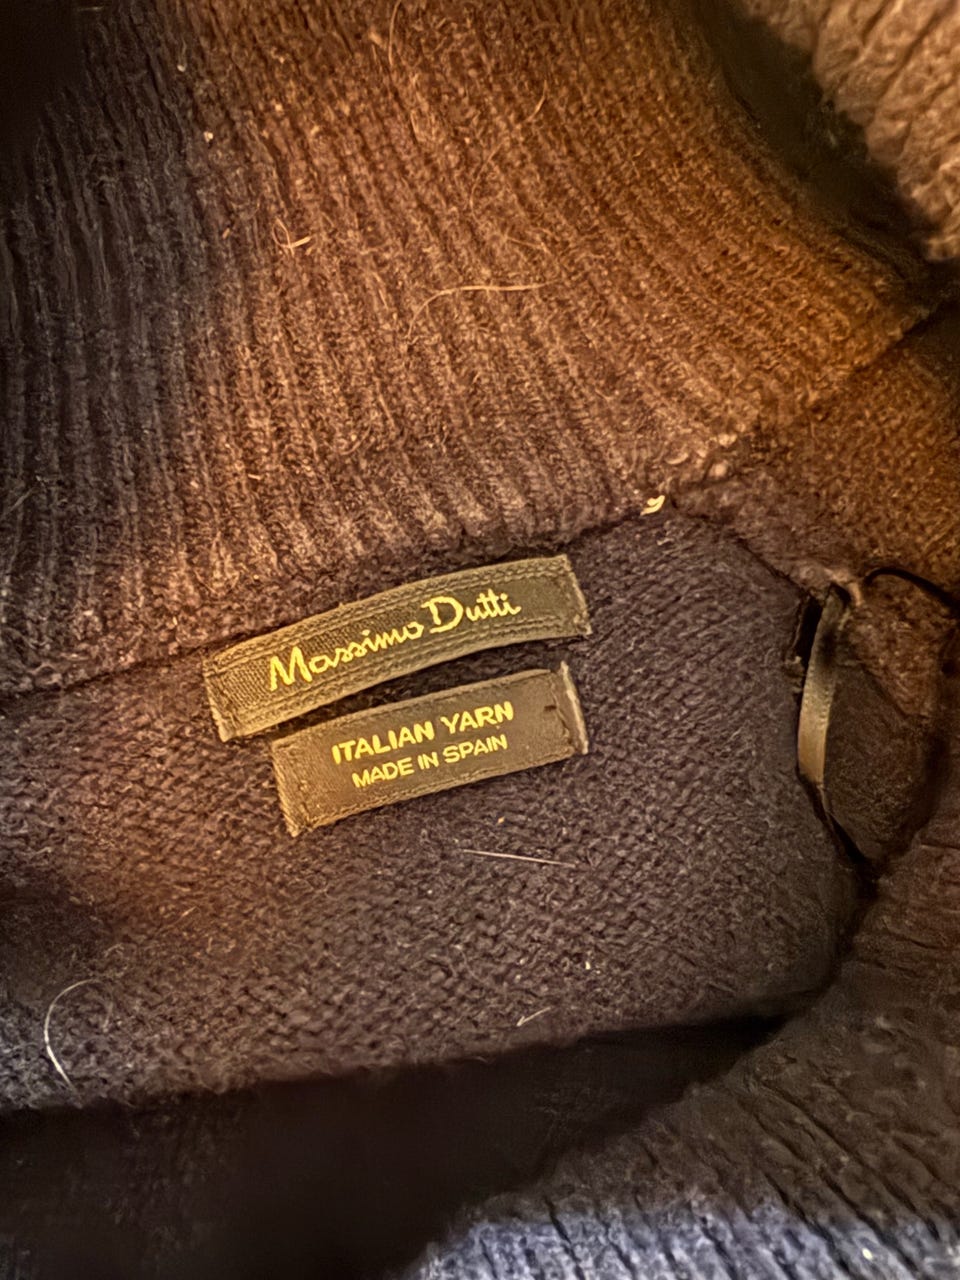 Massimo Dutti
ITALIAN YARN
MADE IN SPAIN